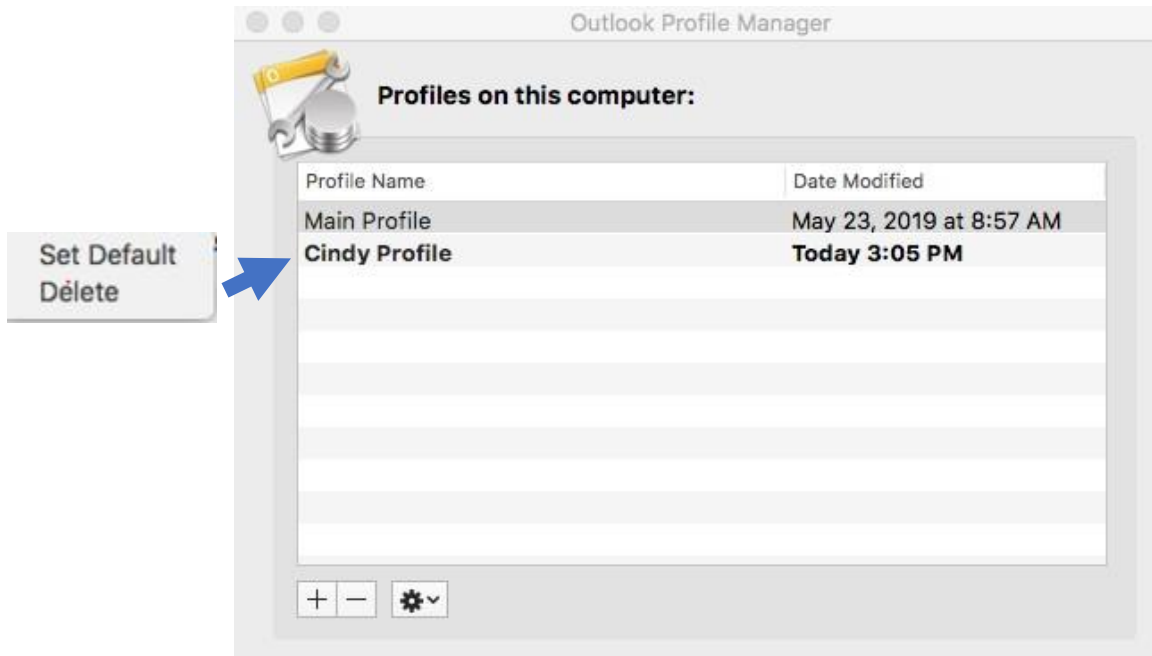 Outlook Profile Manager
Profiles on this computer:
Profile Name Date Modified
Main Profile May 23, 2019 at 8:57 AM
Cindy Profile Today 3:05 PM
Set Default
Delete